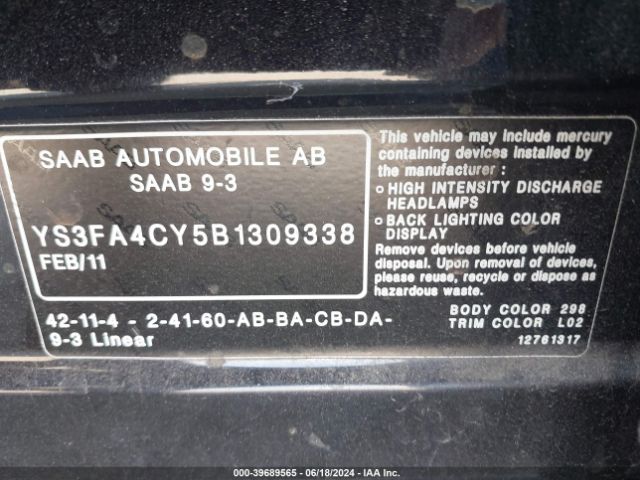 SAAB AUTOMOBILE AB
SAAB 9-3
YS3FA4CY5B1309338
FEB/11
42-11-4 - 2-41-60-AB-BA-CB-DA-
9-3 Linear
This vehicle may include mercury
containing devices installed by
the manufacturer :
o HIGH INTENSITY DISCHARGE
HEADLAMPS
o BACK LIGHTING COLOR
DISPLAY
Remove devices before vehicle
disposal. Upon removal of devices,
please reuse, recycle or dispose as
hazardous waste.
BODY COLOR 298
TRIM COLOR L02
12761317
000-39689565 / 06/18/2024 - IAA Inc.